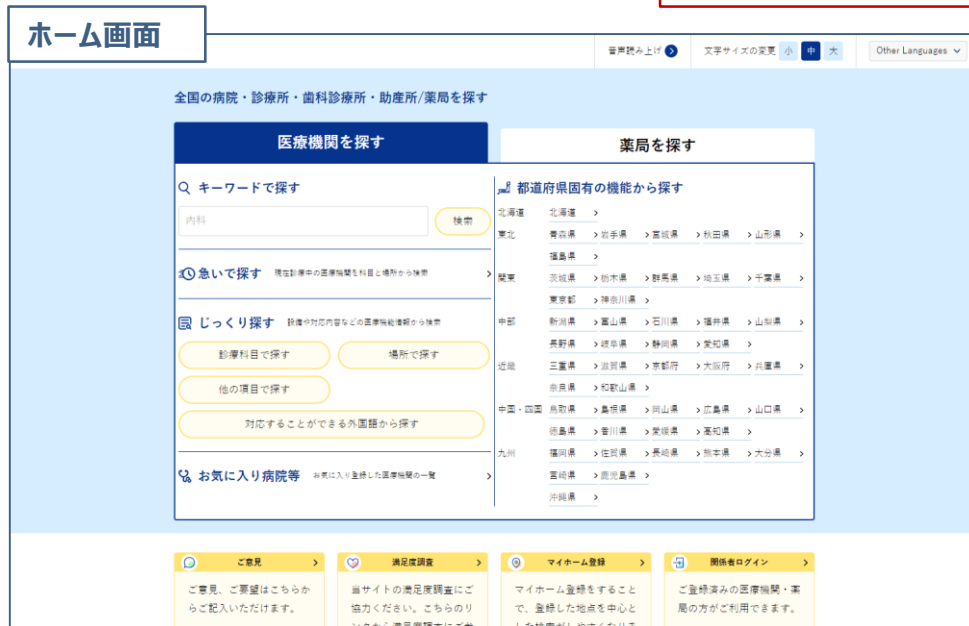 ホーム画面
音声読み上げ 文字サイズの変更 小 中 大 Other Languages
全国の病院・診療所・歯科診療所・助産所/薬局を探す
医療機関を探す
薬局を探す
キーワードで探す
内科
検索
急いで探す 現在診療中の医療機関を科目と場所から検索
じっくり探す 設備や対応内容などの医療機能情報から検索
診療科目で探す
場所で探す
他の項目で探す
対応することができる外国語から探す
お気に入り病院等 お気に入り登録した医療機関の一覧
都道府県固有の機能から探す
北海道 北海道
東北 青森県 岩手県 宮城県 秋田県 山形県
福島県
関東 茨城県 栃木県 群馬県 埼玉県 千葉県
東京都 神奈川県
中部 新潟県 富山県 石川県 福井県 山梨県
長野県 岐阜県 静岡県 愛知県
近畿 三重県 滋賀県 京都府 大阪府 兵庫県
奈良県 和歌山県
中国・四国 鳥取県 島根県 岡山県 広島県 山口県
徳島県 香川県 愛媛県 高知県
九州 福岡県 佐賀県 長崎県 熊本県 大分県
宮崎県 鹿児島県
沖縄県
ご意見
ご意見、ご要望はこちらか
らご記入いただけます。
満足度調査
当サイトの満足度調査にご
協力ください。こちらのリ
ンクから満足度調査にご参
マイホーム登録
マイホーム登録をすること
で、登録した地点を中心と
した検索がしやすくなりる
関係者ログイン
ご登録済みの医療機関・薬
局の方がご利用できます。